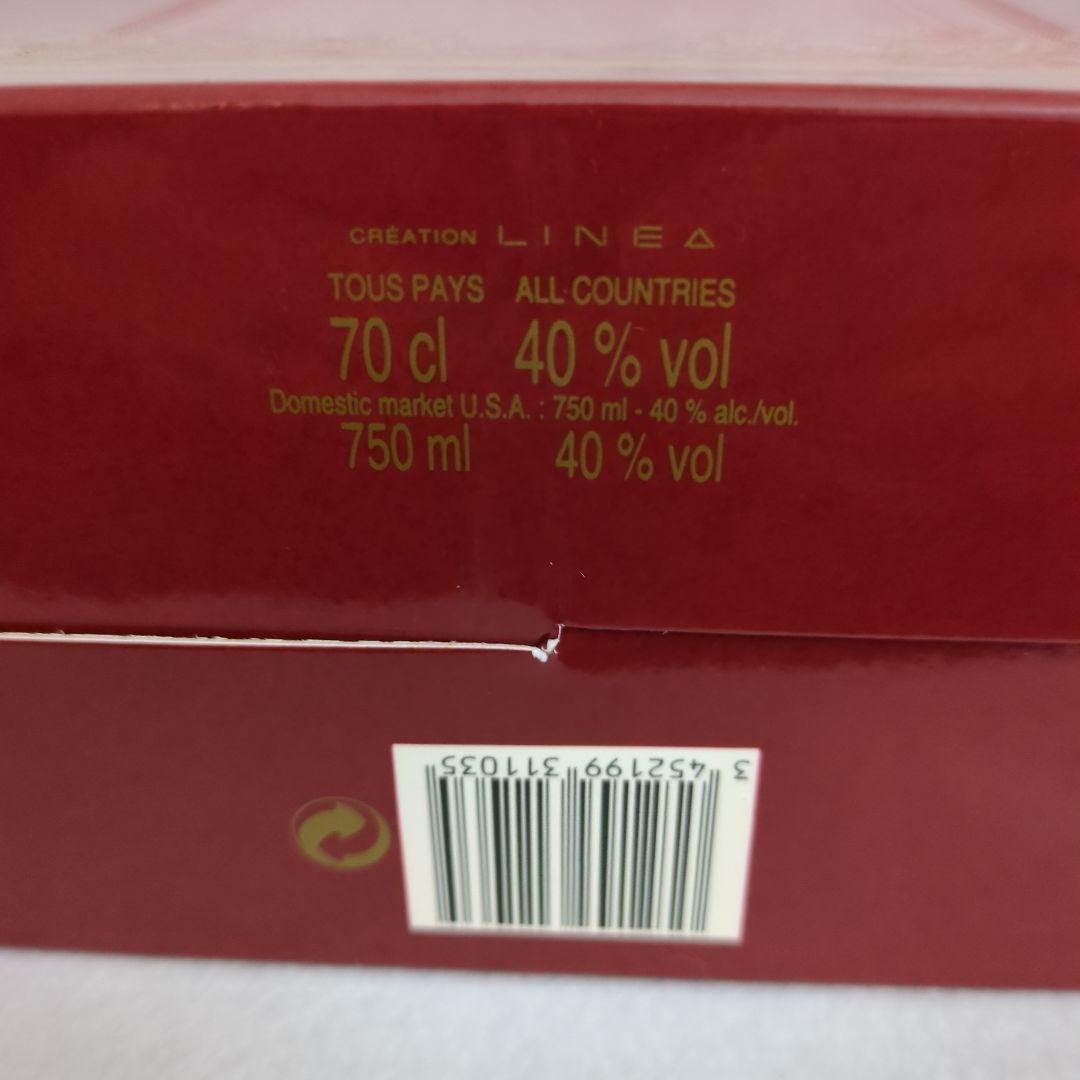 CRÉATION LINEA
TOUS PAYS ALL COUNTRIES
70 cl 40 % vol
Domestic market U.S.A. : 750 ml - 40 % alc./vol.
750 ml 40 % vol
3 452199 311035